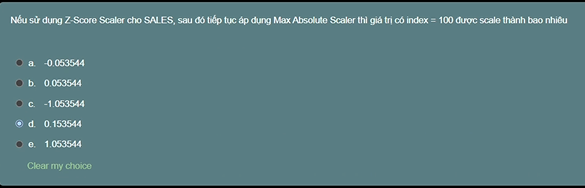 Nếu sử dụng Z-Score Scaler cho SALES, sau đó tiếp tục áp dụng Max Absolute Scaler thì giá trị có index = 100 được scale thành bao nhiêu
a. -0.053544
b. 0.053544
c. -1.053544
d. 0.153544
e. 1.053544
Clear my choice